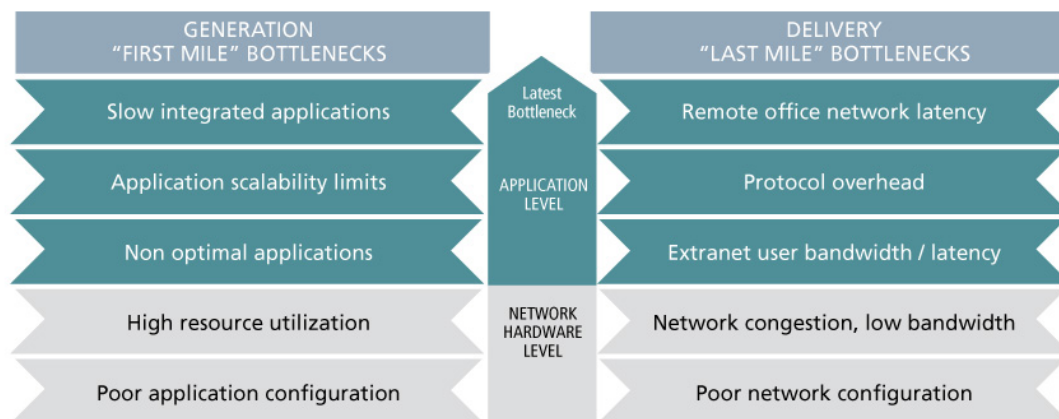 GENERATION
“FIRST MILE” BOTTLENECKS
Slow integrated applications
Application scalability limits
Non optimal applications
High resource utilization
Poor application configuration
Latest
Bottleneck
APPLICATION
LEVEL
NETWORK
HARDWARE
LEVEL
DELIVERY
“LAST MILE” BOTTLENECKS
Remote office network latency
Protocol overhead
Extranet user bandwidth / latency
Network congestion, low bandwidth
Poor network configuration